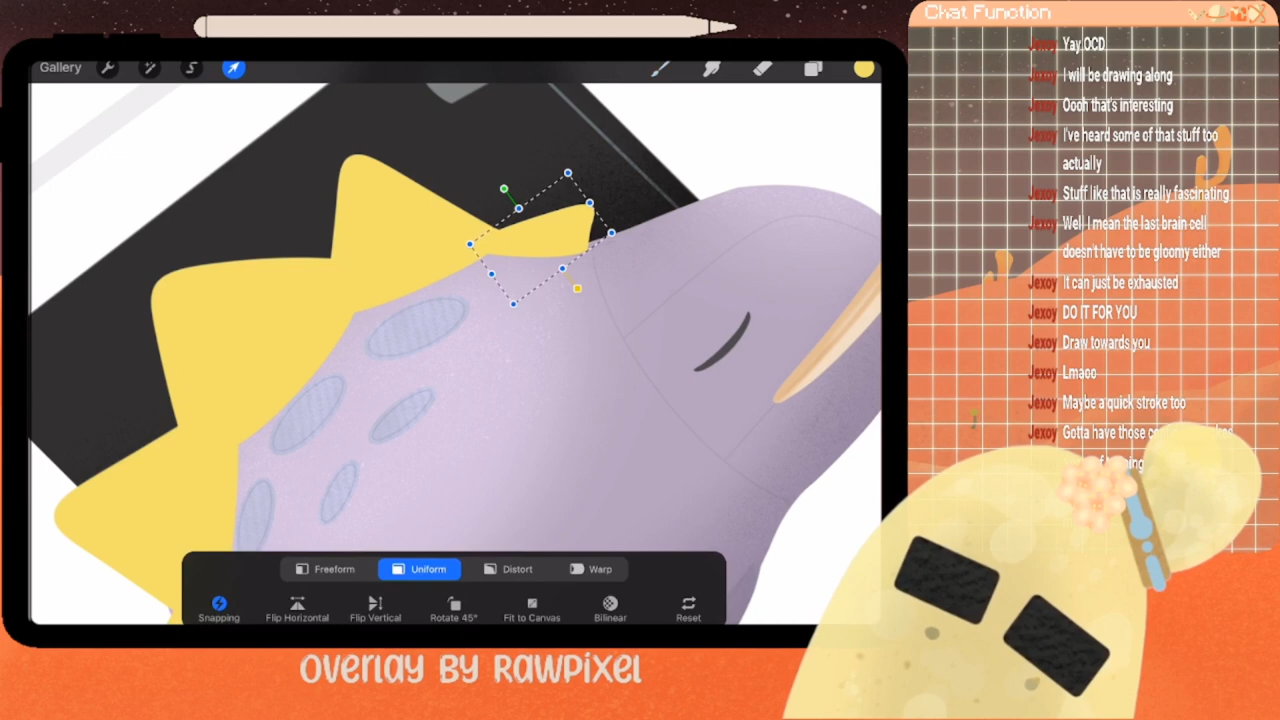 Chat Function
Gallery
Jexoy Yay OCD
Jexoy I will be drawing along
Jexoy Oooh that's interesting
Jexoy I've heard some of that stuff too
actually
Jexoy Stuff like that is really fascinating
Jexoy Well I mean the last brain cell
doesn't have to be gloomy either
Jexoy It can just be exhausted
Jexoy DO IT FOR YOU
Jexoy Draw towards you
Jexoy Lmaoo
Jexoy Maybe a quick stroke too
Jexoy Gotta have those
Freeform Uniform Distort Warp
Snapping Flip Horizontal Flip Vertical Rotate 45° Fit to Canvas Bilinear Reset
OVERLAY BY RAWPIXEL